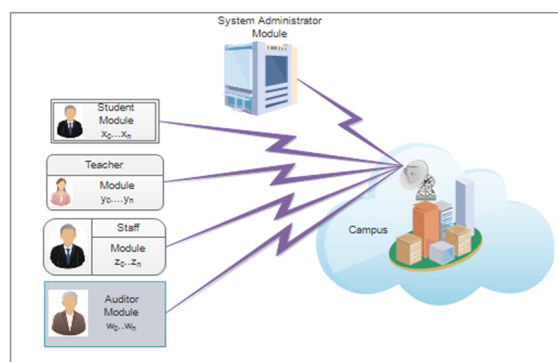 System Administrator
Module
Student
Module
x₀...xₙ
Teacher
Module
y₀....yₙ
Staff
Module
z₀..zₙ
Auditor
Module
w₀..wₙ
Campus